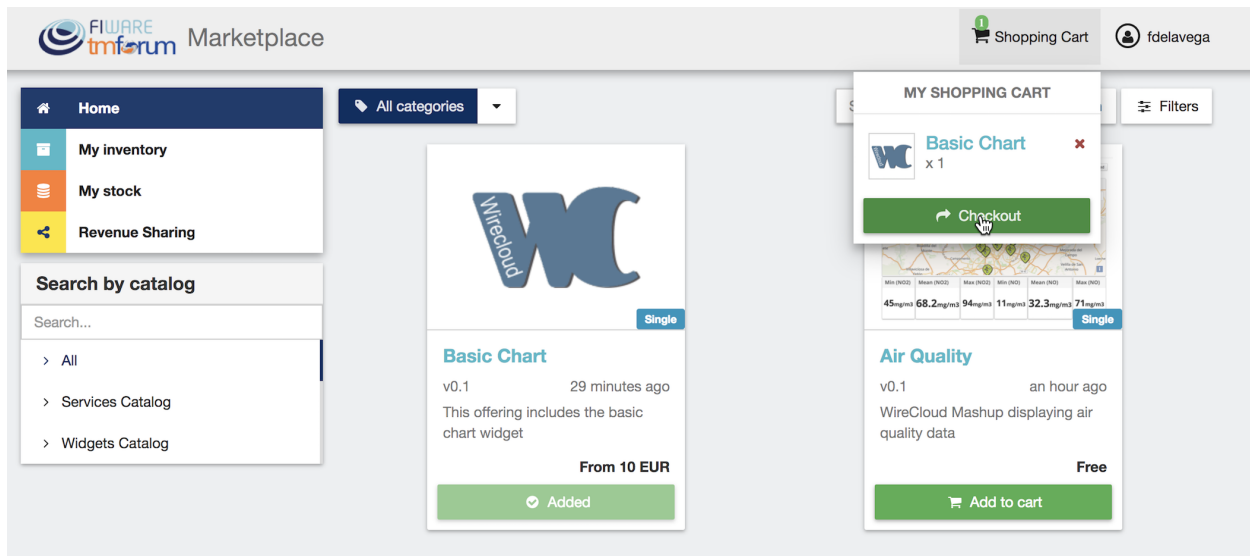 FIWARE
tmforum
Marketplace
1
Shopping Cart
fdelavega
Home
My inventory
My stock
Revenue Sharing
Search by catalog
Search...
All
Services Catalog
Widgets Catalog
All categories
Filters
MY SHOPPING CART
Basic Chart
x 1
Checkout
Wirecloud
WC
Single
Basic Chart
v0.1 29 minutes ago
This offering includes the basic
chart widget
From 10 EUR
Added
Min (NO2) Mean (NO2) Max (NO2) Min (NO) Mean (NO) Max (NO)
45mg/m3 68.2mg/m3 94mg/m3 11mg/m3 32.3mg/m3 71mg/m3
Single
Air Quality
v0.1 an hour ago
WireCloud Mashup displaying air
quality data
Free
Add to cart